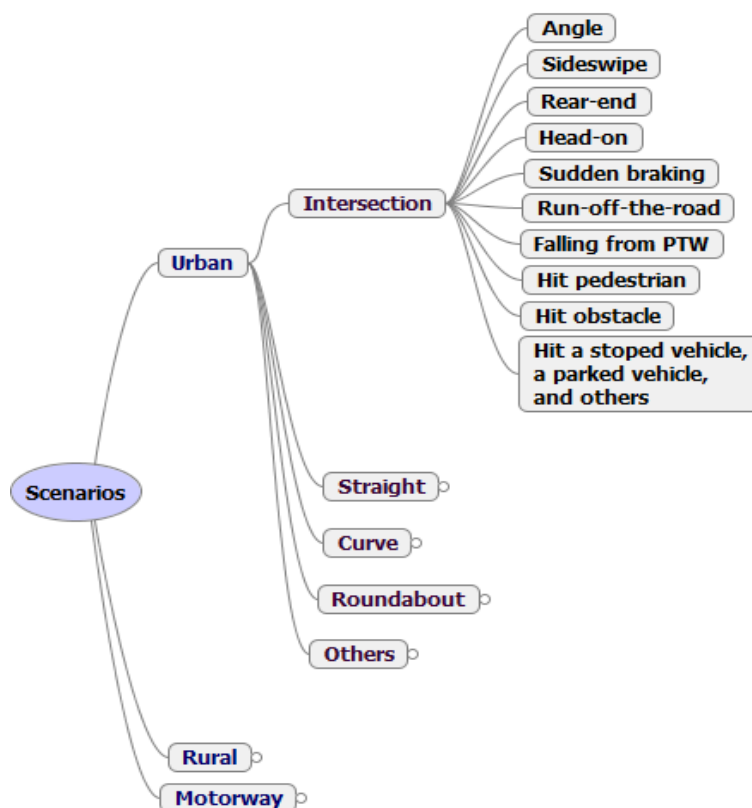 Angle
Sideswipe
Rear-end
Head-on
Sudden braking
Intersection
Run-off-the-road
Falling from PTW
Urban
Hit pedestrian
Hit obstacle
Hit a stoped vehicle,
a parked vehicle,
and others
Straight
Scenarios
Curve
Roundabout
Others
Rural
Motorway